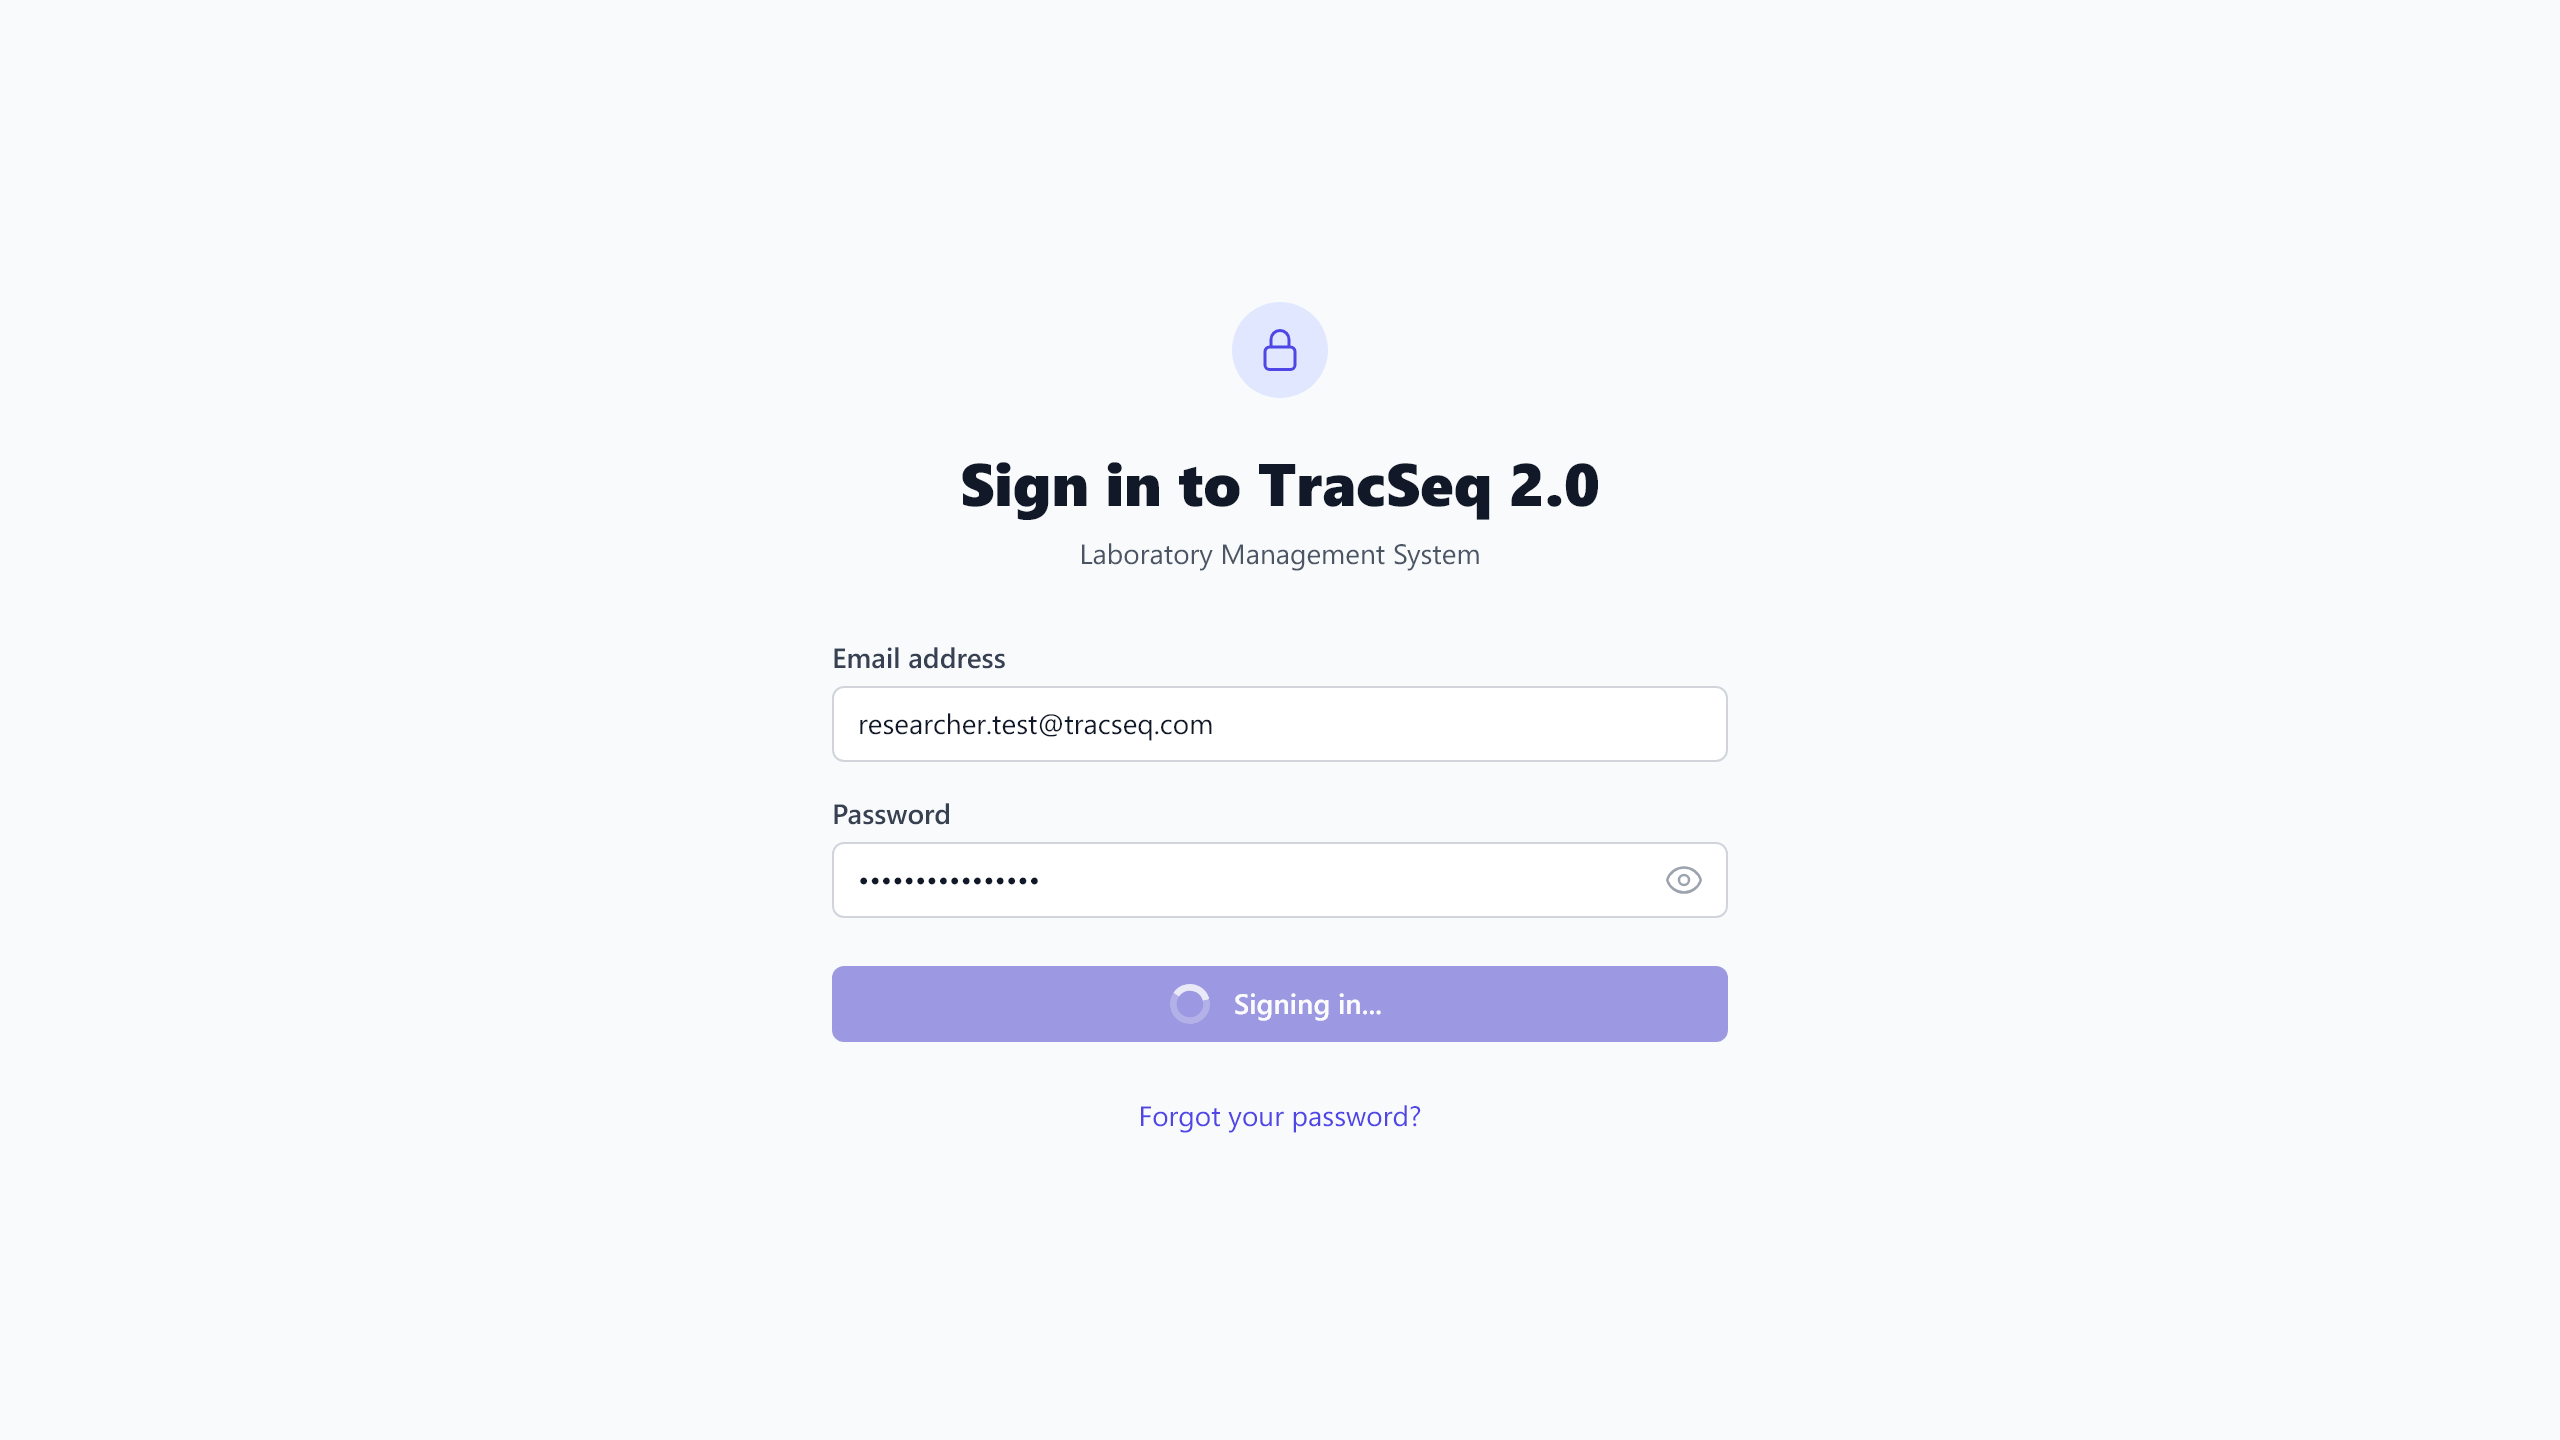 Sign in to TracSeq 2.0
Laboratory Management System
Email address
researcher.test@tracseq.com
Password
••••••••••••••••
Signing in...
Forgot your password?